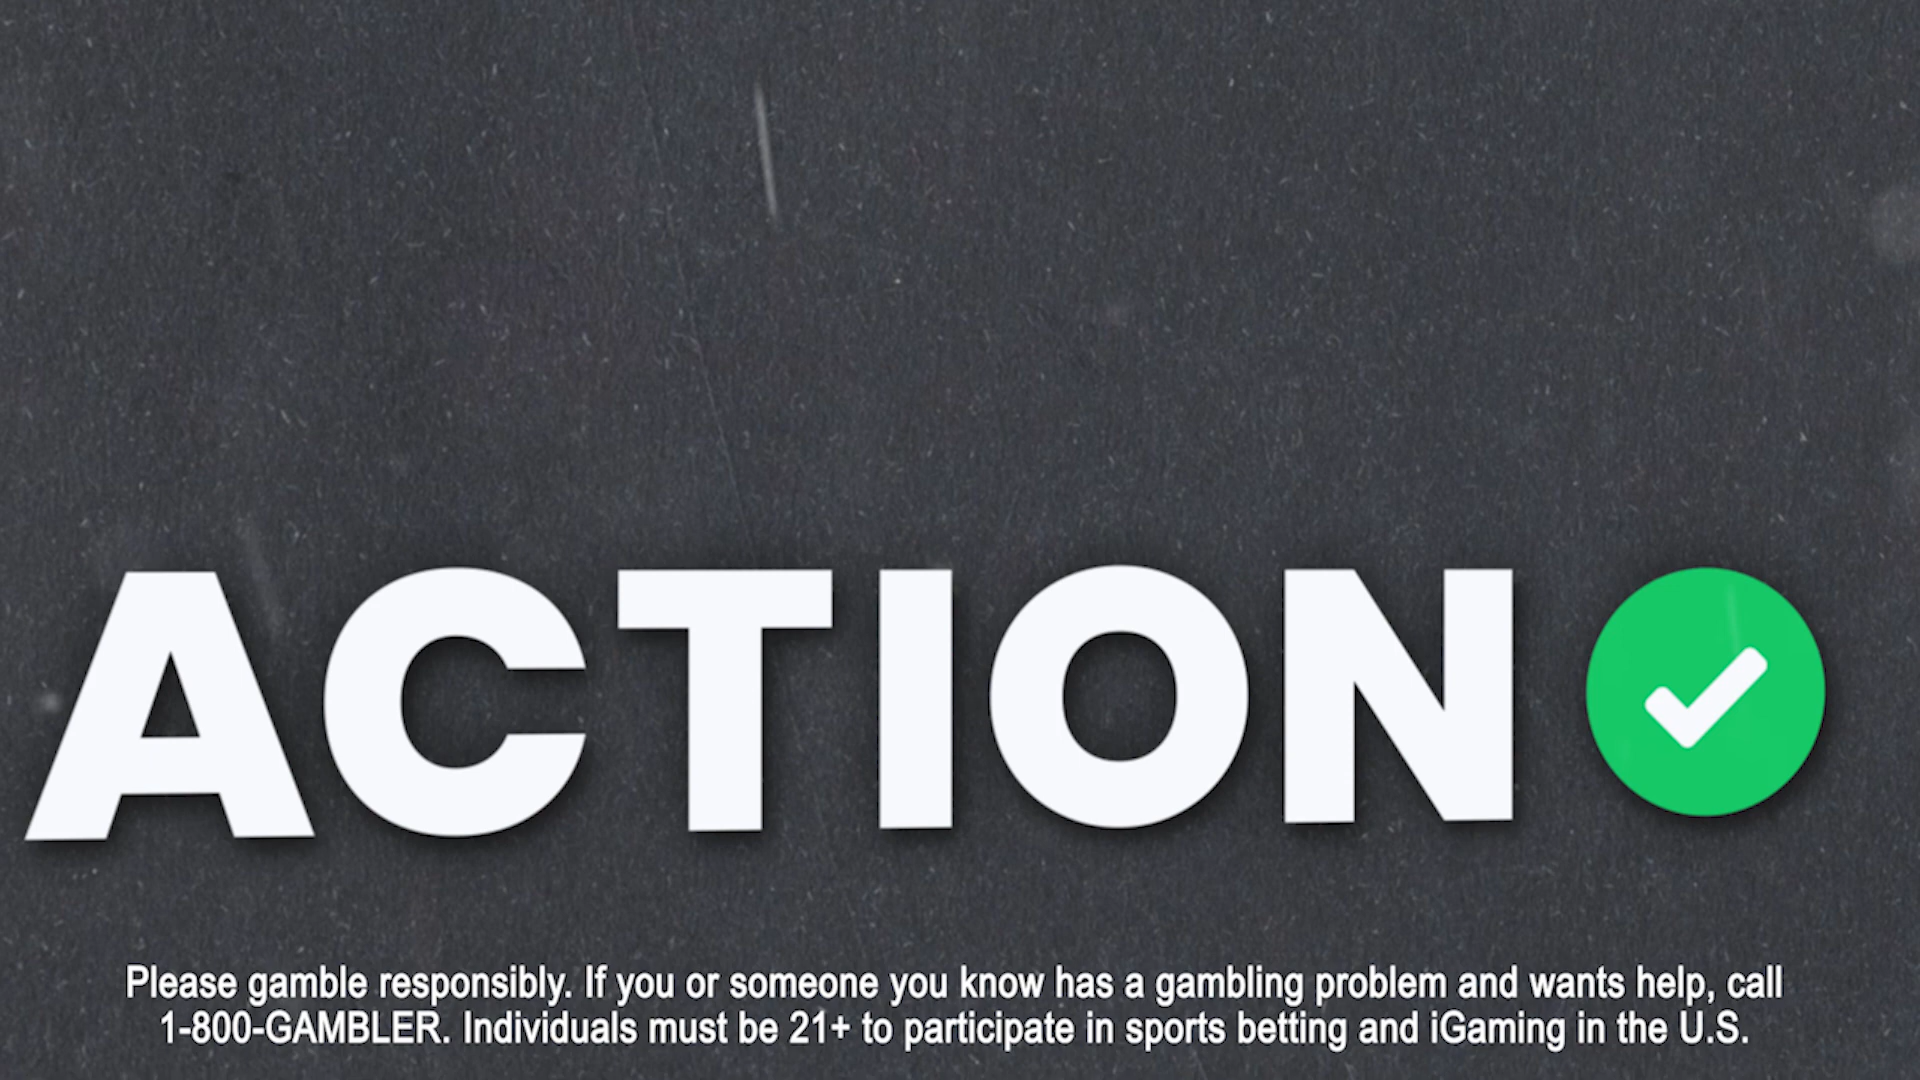 ACTION
Please gamble responsibly. If you or someone you know has a gambling problem and wants help, call
1-800-GAMBLER. Individuals must be 21+ to participate in sports betting and iGaming in the U.S.